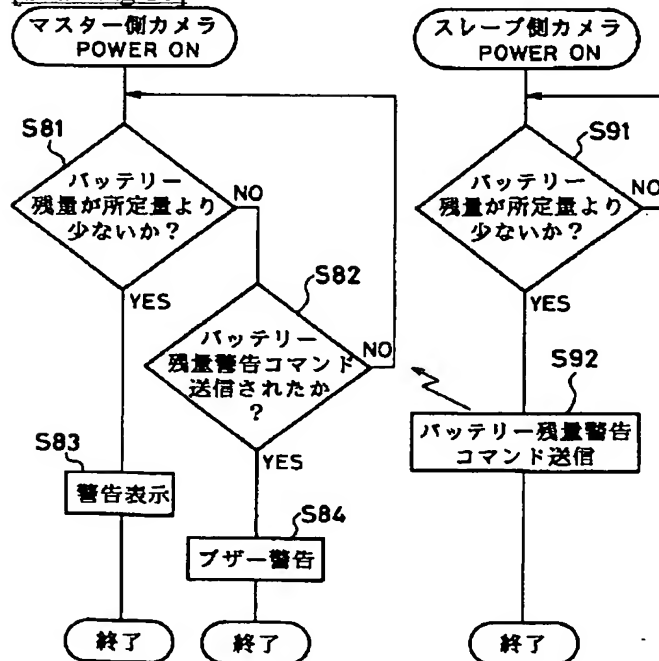 マスター側カメラ
POWER ON
S81
バッテリー
残量が所定量より
少ないか?
NO
YES
S82
バッテリー
残量警告コマンド
送信されたか
?
NO
YES
S83
警告表示
S84
ブザー警告
終了
終了
スレーブ側カメラ
POWER ON
S91
バッテリー
残量が所定量より
少ないか?
NO
YES
S92
バッテリー残量警告
コマンド送信
終了